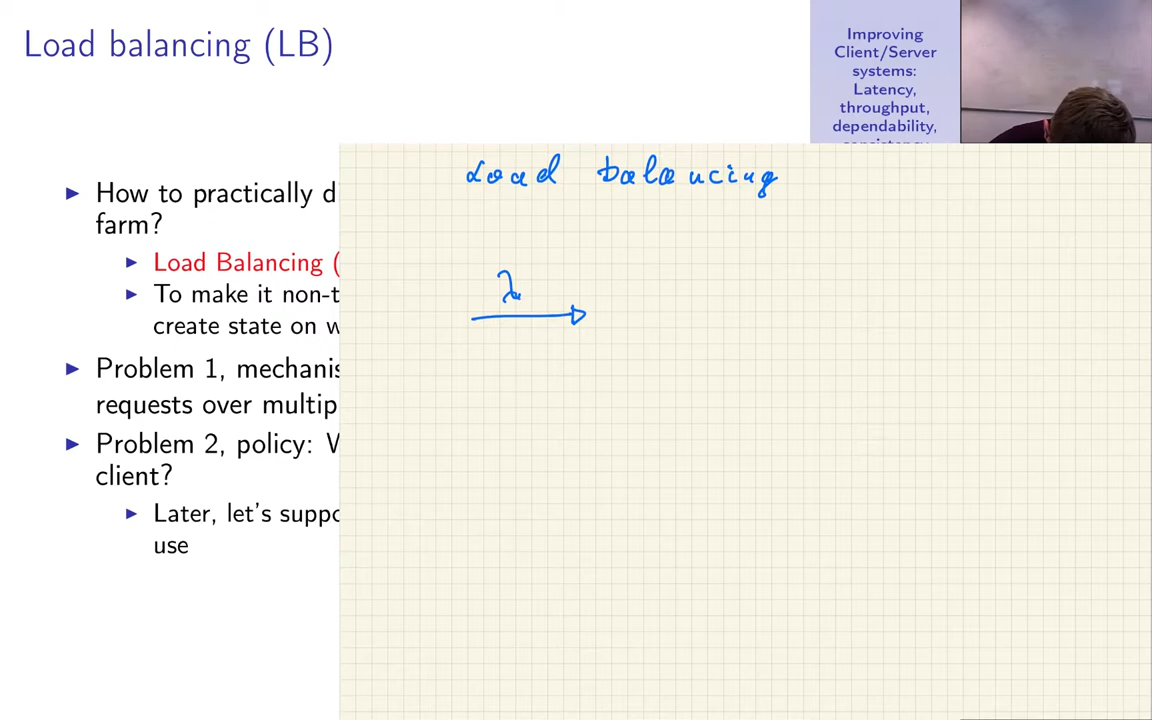 Load balancing (LB)
Improving
Client/Server
systems:
Latency,
throughput,
dependability,
consistency
Load balancing
λ
► How to practically d
farm?
► Load Balancing (
► To make it non-t
create state on w
► Problem 1, mechanis
requests over multip
► Problem 2, policy: W
client?
► Later, let's suppo
use